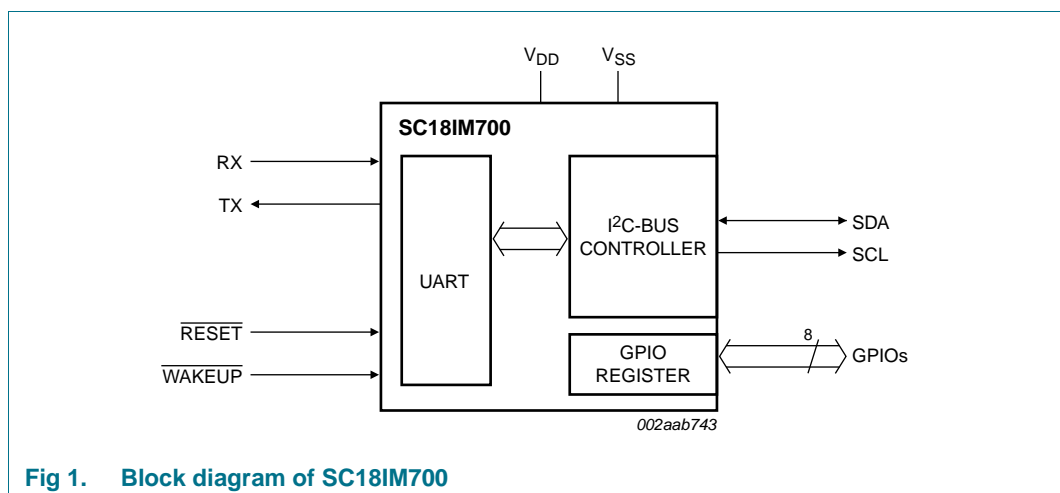 VDD
VSS
SC18IM700
RX
TX
RESET
WAKEUP
UART
I2C-BUS
CONTROLLER
SDA
SCL
GPIO
REGISTER
8
GPIOs
002aab743
Fig 1. Block diagram of SC18IM700